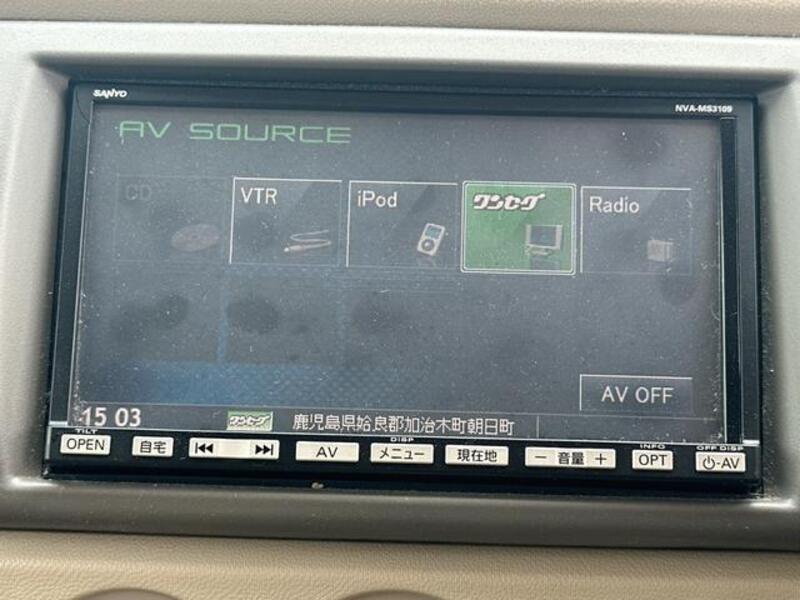 SANYO
NVA-MS3109
AV SOURCE
CD
VTR
iPod
ワンセグ
Radio
AV OFF
15 03
ワンセグ
鹿児島県姶良郡加治木町朝日町
TILT
DISP
INFO
OFF DISP
OPEN
自宅
AV
メニュー
現在地
− 音量 +
OPT
-AV